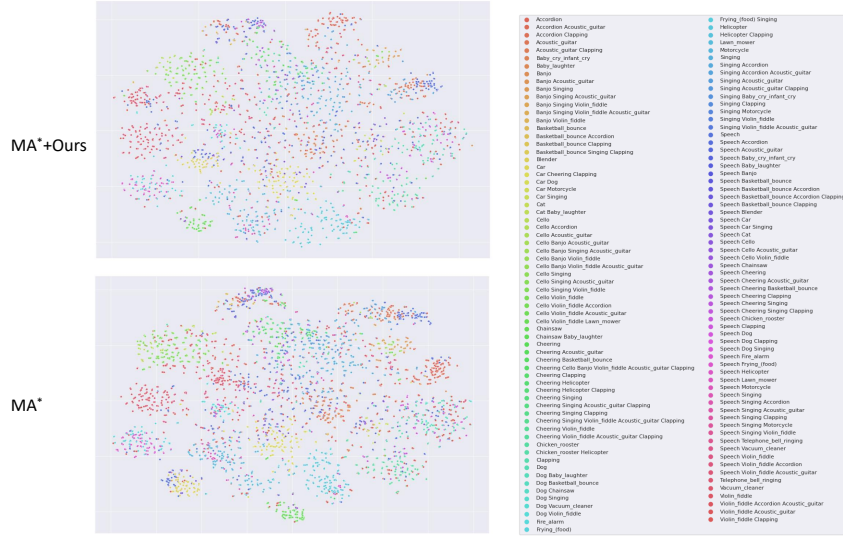 MA*+Ours
MA*
Accordion
Accordion Acoustic_guitar
Accordion Clapping
Acoustic_guitar
Acoustic_guitar Clapping
Baby_cry_infant_cry
Baby_laughter
Banjo
Banjo Acoustic_guitar
Banjo Singing
Banjo Singing Acoustic_guitar
Banjo Singing Violin_fiddle
Banjo Singing Violin_fiddle Acoustic_guitar
Banjo Violin_fiddle
Basketball_bounce
Basketball_bounce Accordion
Basketball_bounce Clapping
Basketball_bounce Singing Clapping
Blender
Car
Car Cheering Clapping
Car Dog
Car Motorcycle
Car Singing
Cat
Cat Baby_laughter
Cello
Cello Accordion
Cello Acoustic_guitar
Cello Banjo Acoustic_guitar
Cello Banjo Singing Acoustic_guitar
Cello Banjo Violin_fiddle
Cello Banjo Violin_fiddle Acoustic_guitar
Cello Singing
Cello Singing Acoustic_guitar
Cello Singing Violin_fiddle
Cello Violin_fiddle
Cello Violin_fiddle Accordion
Cello Violin_fiddle Acoustic_guitar
Cello Violin_fiddle Lawn_mower
Chainsaw
Chainsaw Baby_laughter
Cheering
Cheering Acoustic_guitar
Cheering Basketball_bounce
Cheering Cello Banjo Violin_fiddle Acoustic_guitar Clapping
Cheering Clapping
Cheering Helicopter
Cheering Helicopter Clapping
Cheering Singing
Cheering Singing Acoustic_guitar Clapping
Cheering Singing Clapping
Cheering Singing Violin_fiddle Acoustic_guitar Clapping
Cheering Violin_fiddle
Cheering Violin_fiddle Acoustic_guitar Clapping
Chicken_rooster
Chicken_rooster Helicopter
Clapping
Dog
Dog Baby_laughter
Dog Basketball_bounce
Dog Chainsaw
Dog Singing
Dog Vacuum_cleaner
Dog Violin_fiddle
Fire_alarm
Frying_(food)
Frying_(food) Singing
Helicopter
Helicopter Clapping
Lawn_mower
Motorcycle
Singing
Singing Accordion
Singing Accordion Acoustic_guitar
Singing Acoustic_guitar
Singing Acoustic_guitar Clapping
Singing Baby_cry_infant_cry
Singing Clapping
Singing Motorcycle
Singing Violin_fiddle
Singing Violin_fiddle Acoustic_guitar
Speech
Speech Accordion
Speech Acoustic_guitar
Speech Baby_cry_infant_cry
Speech Baby_laughter
Speech Banjo
Speech Basketball_bounce
Speech Basketball_bounce Accordion
Speech Basketball_bounce Accordion Clapping
Speech Basketball_bounce Clapping
Speech Blender
Speech Car
Speech Car Singing
Speech Cat
Speech Cello
Speech Cello Acoustic_guitar
Speech Cello Violin_fiddle
Speech Chainsaw
Speech Cheering
Speech Cheering Acoustic_guitar
Speech Cheering Basketball_bounce
Speech Cheering Clapping
Speech Cheering Singing
Speech Cheering Singing Clapping
Speech Chicken_rooster
Speech Clapping
Speech Dog
Speech Dog Clapping
Speech Dog Singing
Speech Fire_alarm
Speech Frying_(food)
Speech Helicopter
Speech Lawn_mower
Speech Motorcycle
Speech Singing
Speech Singing Accordion
Speech Singing Acoustic_guitar
Speech Singing Clapping
Speech Singing Motorcycle
Speech Singing Violin_fiddle
Speech Telephone_bell_ringing
Speech Vacuum_cleaner
Speech Violin_fiddle
Speech Violin_fiddle Accordion
Speech Violin_fiddle Acoustic_guitar
Telephone_bell_ringing
Vacuum_cleaner
Violin_fiddle
Violin_fiddle Accordion Acoustic_guitar
Violin_fiddle Acoustic_guitar
Violin_fiddle Clapping